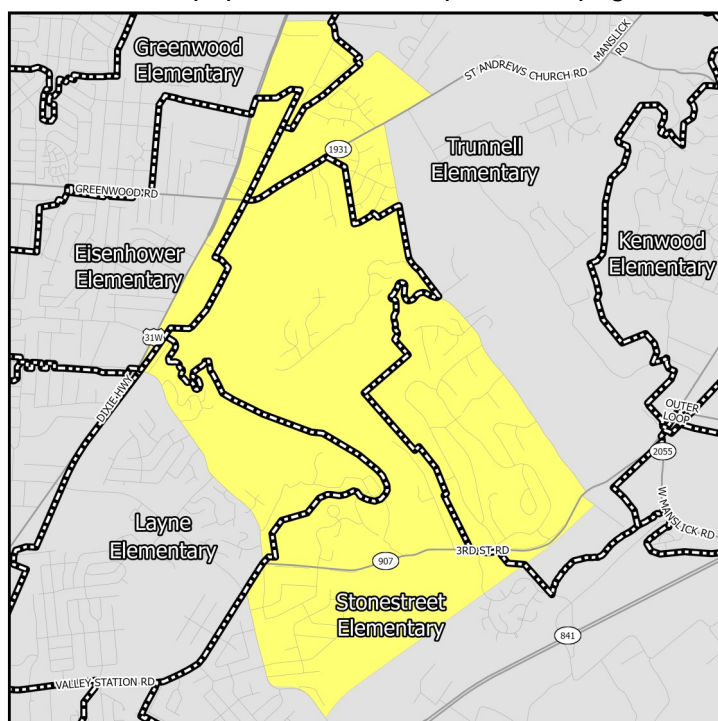 Greenwood
Elementary
MANSLICK
RD
ST ANDREWS CHURCH RD
1931
Trunnell
Elementary
GREENWOOD RD
Kenwood
Elementary
Eisenhower
Elementary
31W
DIXIE HWY
OUTER
LOOP
2055
W MANSLICK RD
Layne
Elementary
3RD ST RD
907
Stonestreet
Elementary
841
VALLEY STATION RD